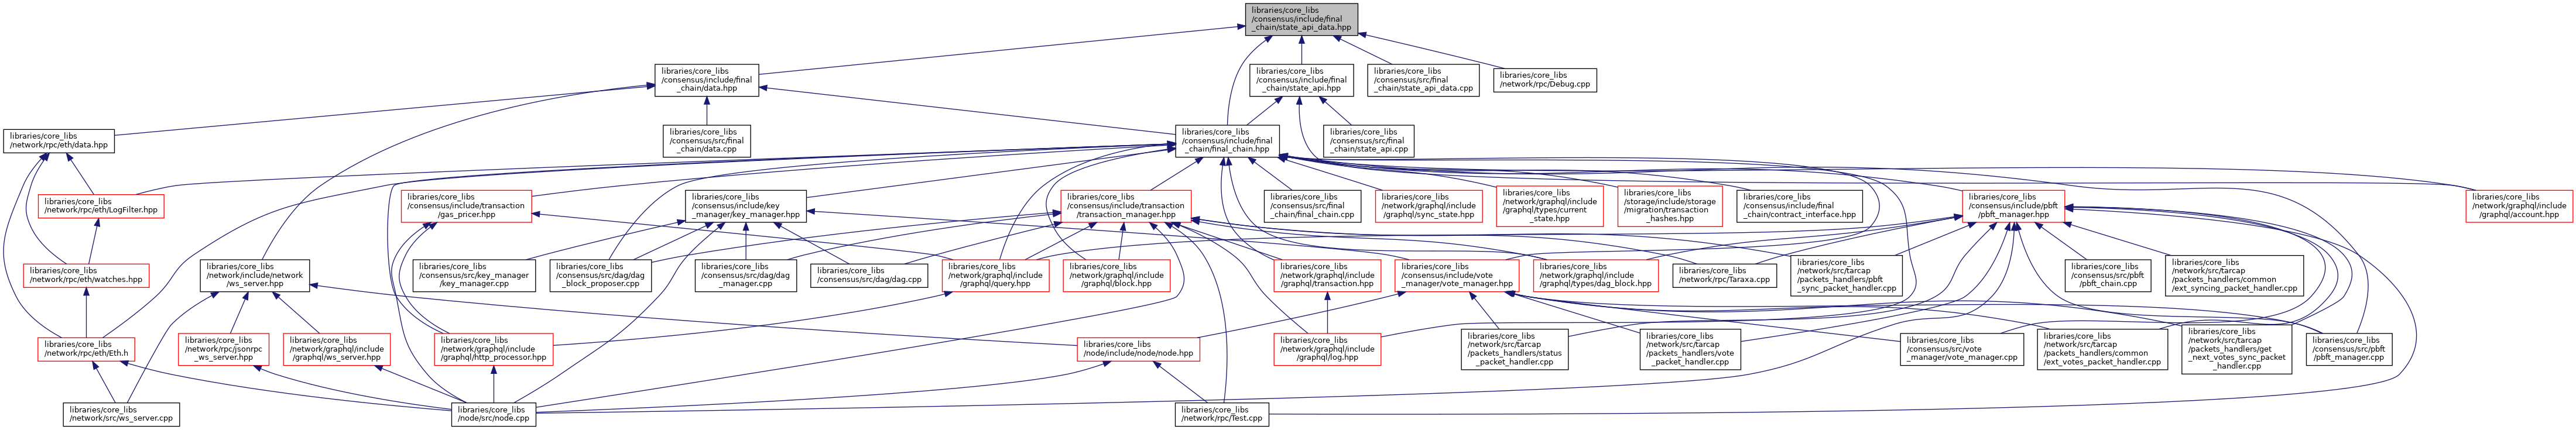 libraries/core_libs
/consensus/include/final
_chain/state_api_data.hpp
libraries/core_libs
/consensus/include/final
_chain/data.hpp
libraries/core_libs
/consensus/include/final
_chain/state_api.hpp
libraries/core_libs
/consensus/src/final
_chain/state_api_data.cpp
libraries/core_libs
/network/rpc/Debug.cpp
libraries/core_libs
/network/rpc/eth/data.hpp
libraries/core_libs
/consensus/src/final
_chain/data.cpp
libraries/core_libs
/consensus/include/final
_chain/final_chain.hpp
libraries/core_libs
/consensus/src/final
_chain/state_api.cpp
libraries/core_libs
/network/rpc/eth/LogFilter.hpp
libraries/core_libs
/consensus/include/transaction
/gas_pricer.hpp
libraries/core_libs
/consensus/include/key
_manager/key_manager.hpp
libraries/core_libs
/consensus/include/transaction
/transaction_manager.hpp
libraries/core_libs
/consensus/src/final
_chain/final_chain.cpp
libraries/core_libs
/network/graphql/include
/graphql/sync_state.hpp
libraries/core_libs
/network/graphql/include
/graphql/types/current
_state.hpp
libraries/core_libs
/storage/include/storage
/migration/transaction
_hashes.hpp
libraries/core_libs
/consensus/include/final
_chain/contract_interface.hpp
libraries/core_libs
/consensus/include/pbft
/pbft_manager.hpp
libraries/core_libs
/network/graphql/include
/graphql/account.hpp
libraries/core_libs
/network/rpc/eth/watches.hpp
libraries/core_libs
/network/include/network
/ws_server.hpp
libraries/core_libs
/consensus/src/key_manager
/key_manager.cpp
libraries/core_libs
/consensus/src/dag/dag
_block_proposer.cpp
libraries/core_libs
/consensus/src/dag/dag
_manager.cpp
libraries/core_libs
/consensus/src/dag/dag.cpp
libraries/core_libs
/network/graphql/include
/graphql/query.hpp
libraries/core_libs
/network/graphql/include
/graphql/block.hpp
libraries/core_libs
/network/graphql/include
/graphql/transaction.hpp
libraries/core_libs
/consensus/include/vote
_manager/vote_manager.hpp
libraries/core_libs
/network/graphql/include
/graphql/types/dag_block.hpp
libraries/core_libs
/network/rpc/Taraxa.cpp
libraries/core_libs
/network/src/tarcap
/packets_handlers/pbft
_sync_packet_handler.cpp
libraries/core_libs
/consensus/src/pbft
/pbft_chain.cpp
libraries/core_libs
/network/src/tarcap
/packets_handlers/common
/ext_syncing_packet_handler.cpp
libraries/core_libs
/network/rpc/eth/Eth.h
libraries/core_libs
/network/rpc/jsonrpc
_ws_server.hpp
libraries/core_libs
/network/graphql/include
/graphql/ws_server.hpp
libraries/core_libs
/network/graphql/include
/graphql/http_processor.hpp
libraries/core_libs
/node/include/node/node.hpp
libraries/core_libs
/network/graphql/include
/graphql/log.hpp
libraries/core_libs
/network/src/tarcap
/packets_handlers/status
_packet_handler.cpp
libraries/core_libs
/network/src/tarcap
/packets_handlers/vote
_packet_handler.cpp
libraries/core_libs
/consensus/src/vote
_manager/vote_manager.cpp
libraries/core_libs
/network/src/tarcap
/packets_handlers/common
/ext_votes_packet_handler.cpp
libraries/core_libs
/network/src/tarcap
/packets_handlers/get
_next_votes_sync_packet
_handler.cpp
libraries/core_libs
/consensus/src/pbft
/pbft_manager.cpp
libraries/core_libs
/network/src/ws_server.cpp
libraries/core_libs
/node/src/node.cpp
libraries/core_libs
/network/rpc/Test.cpp